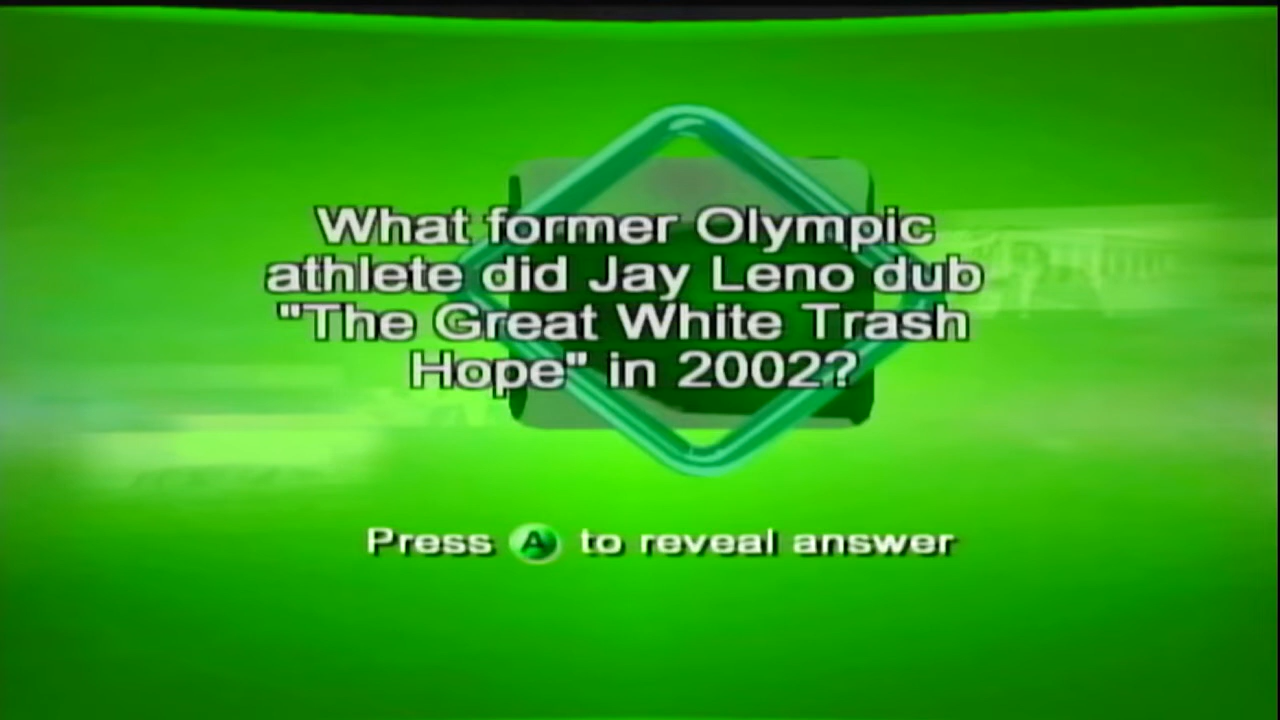 What former Olympic
athlete did Jay Leno dub
"The Great White Trash
Hope" in 2002?
Press A to reveal answer